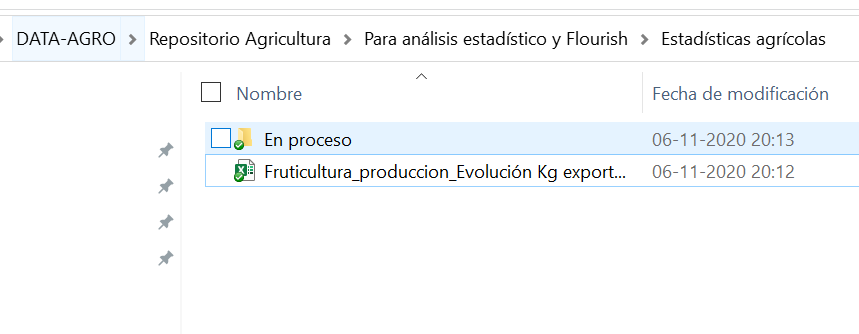 DATA-AGRO > Repositorio Agricultura > Para análisis estadístico y Flourish > Estadísticas agrícolas
Nombre Fecha de modificación
En proceso 06-11-2020 20:13
Fruticultura_produccion_Evolución Kg export... 06-11-2020 20:12